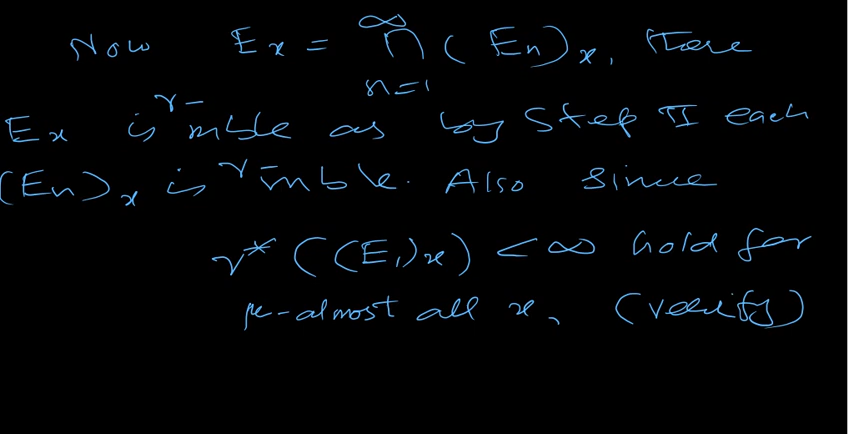 Now E_x = ∞ ∩ n=1 (E_n)_x, Here
E_x is ν-mble as by Step II each
(E_n)_x is ν-mble. Also since
ν*((E_1)_x) < ∞ hold for
μ-almost all x. (verify)